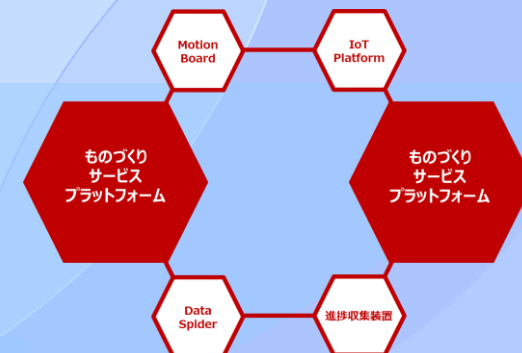 Motion
Board
IoT
Platform
ものづくり
サービス
プラットフォーム
ものづくり
サービス
プラットフォーム
Data
Spider
進捗収集装置